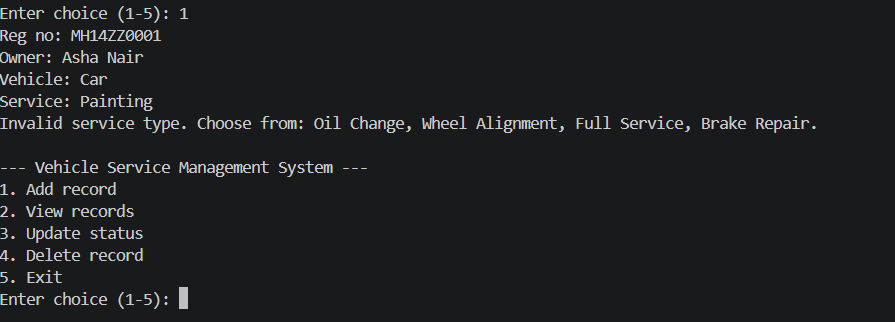 Enter choice (1-5): 1
Reg no: MH14ZZ0001
Owner: Asha Nair
Vehicle: Car
Service: Painting
Invalid service type. Choose from: Oil Change, Wheel Alignment, Full Service, Brake Repair.
--- Vehicle Service Management System ---
1. Add record
2. View records
3. Update status
4. Delete record
5. Exit
Enter choice (1-5):